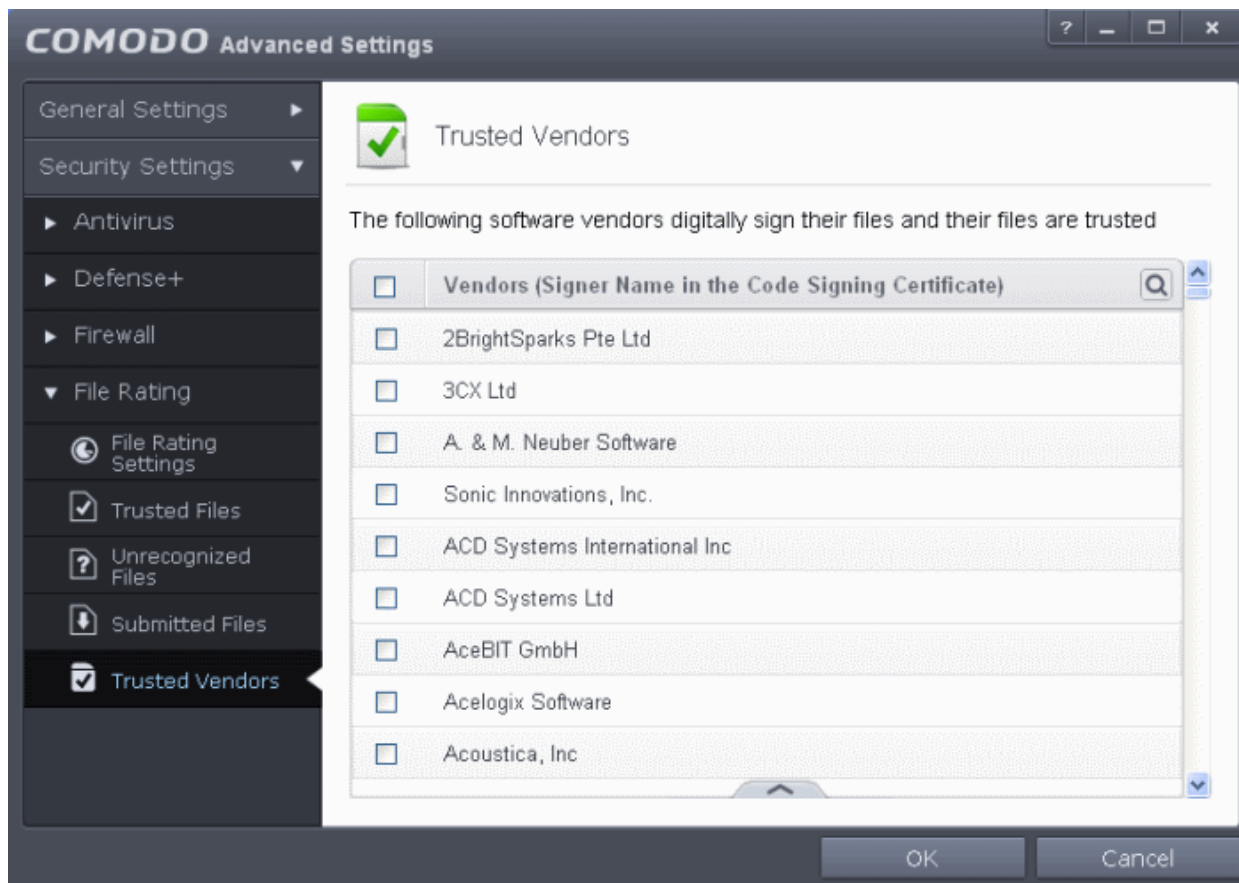 COMODO Advanced Settings
?
General Settings
Security Settings
Antivirus
Defense+
Firewall
File Rating
File Rating
Settings
Trusted Files
Unrecognized
Files
Submitted Files
Trusted Vendors
Trusted Vendors
The following software vendors digitally sign their files and their files are trusted
Vendors (Signer Name in the Code Signing Certificate)
2BrightSparks Pte Ltd
3CX Ltd
A. & M. Neuber Software
Sonic Innovations, Inc.
ACD Systems International Inc
ACD Systems Ltd
AceBIT GmbH
Acelogix Software
Acoustica, Inc
OK
Cancel